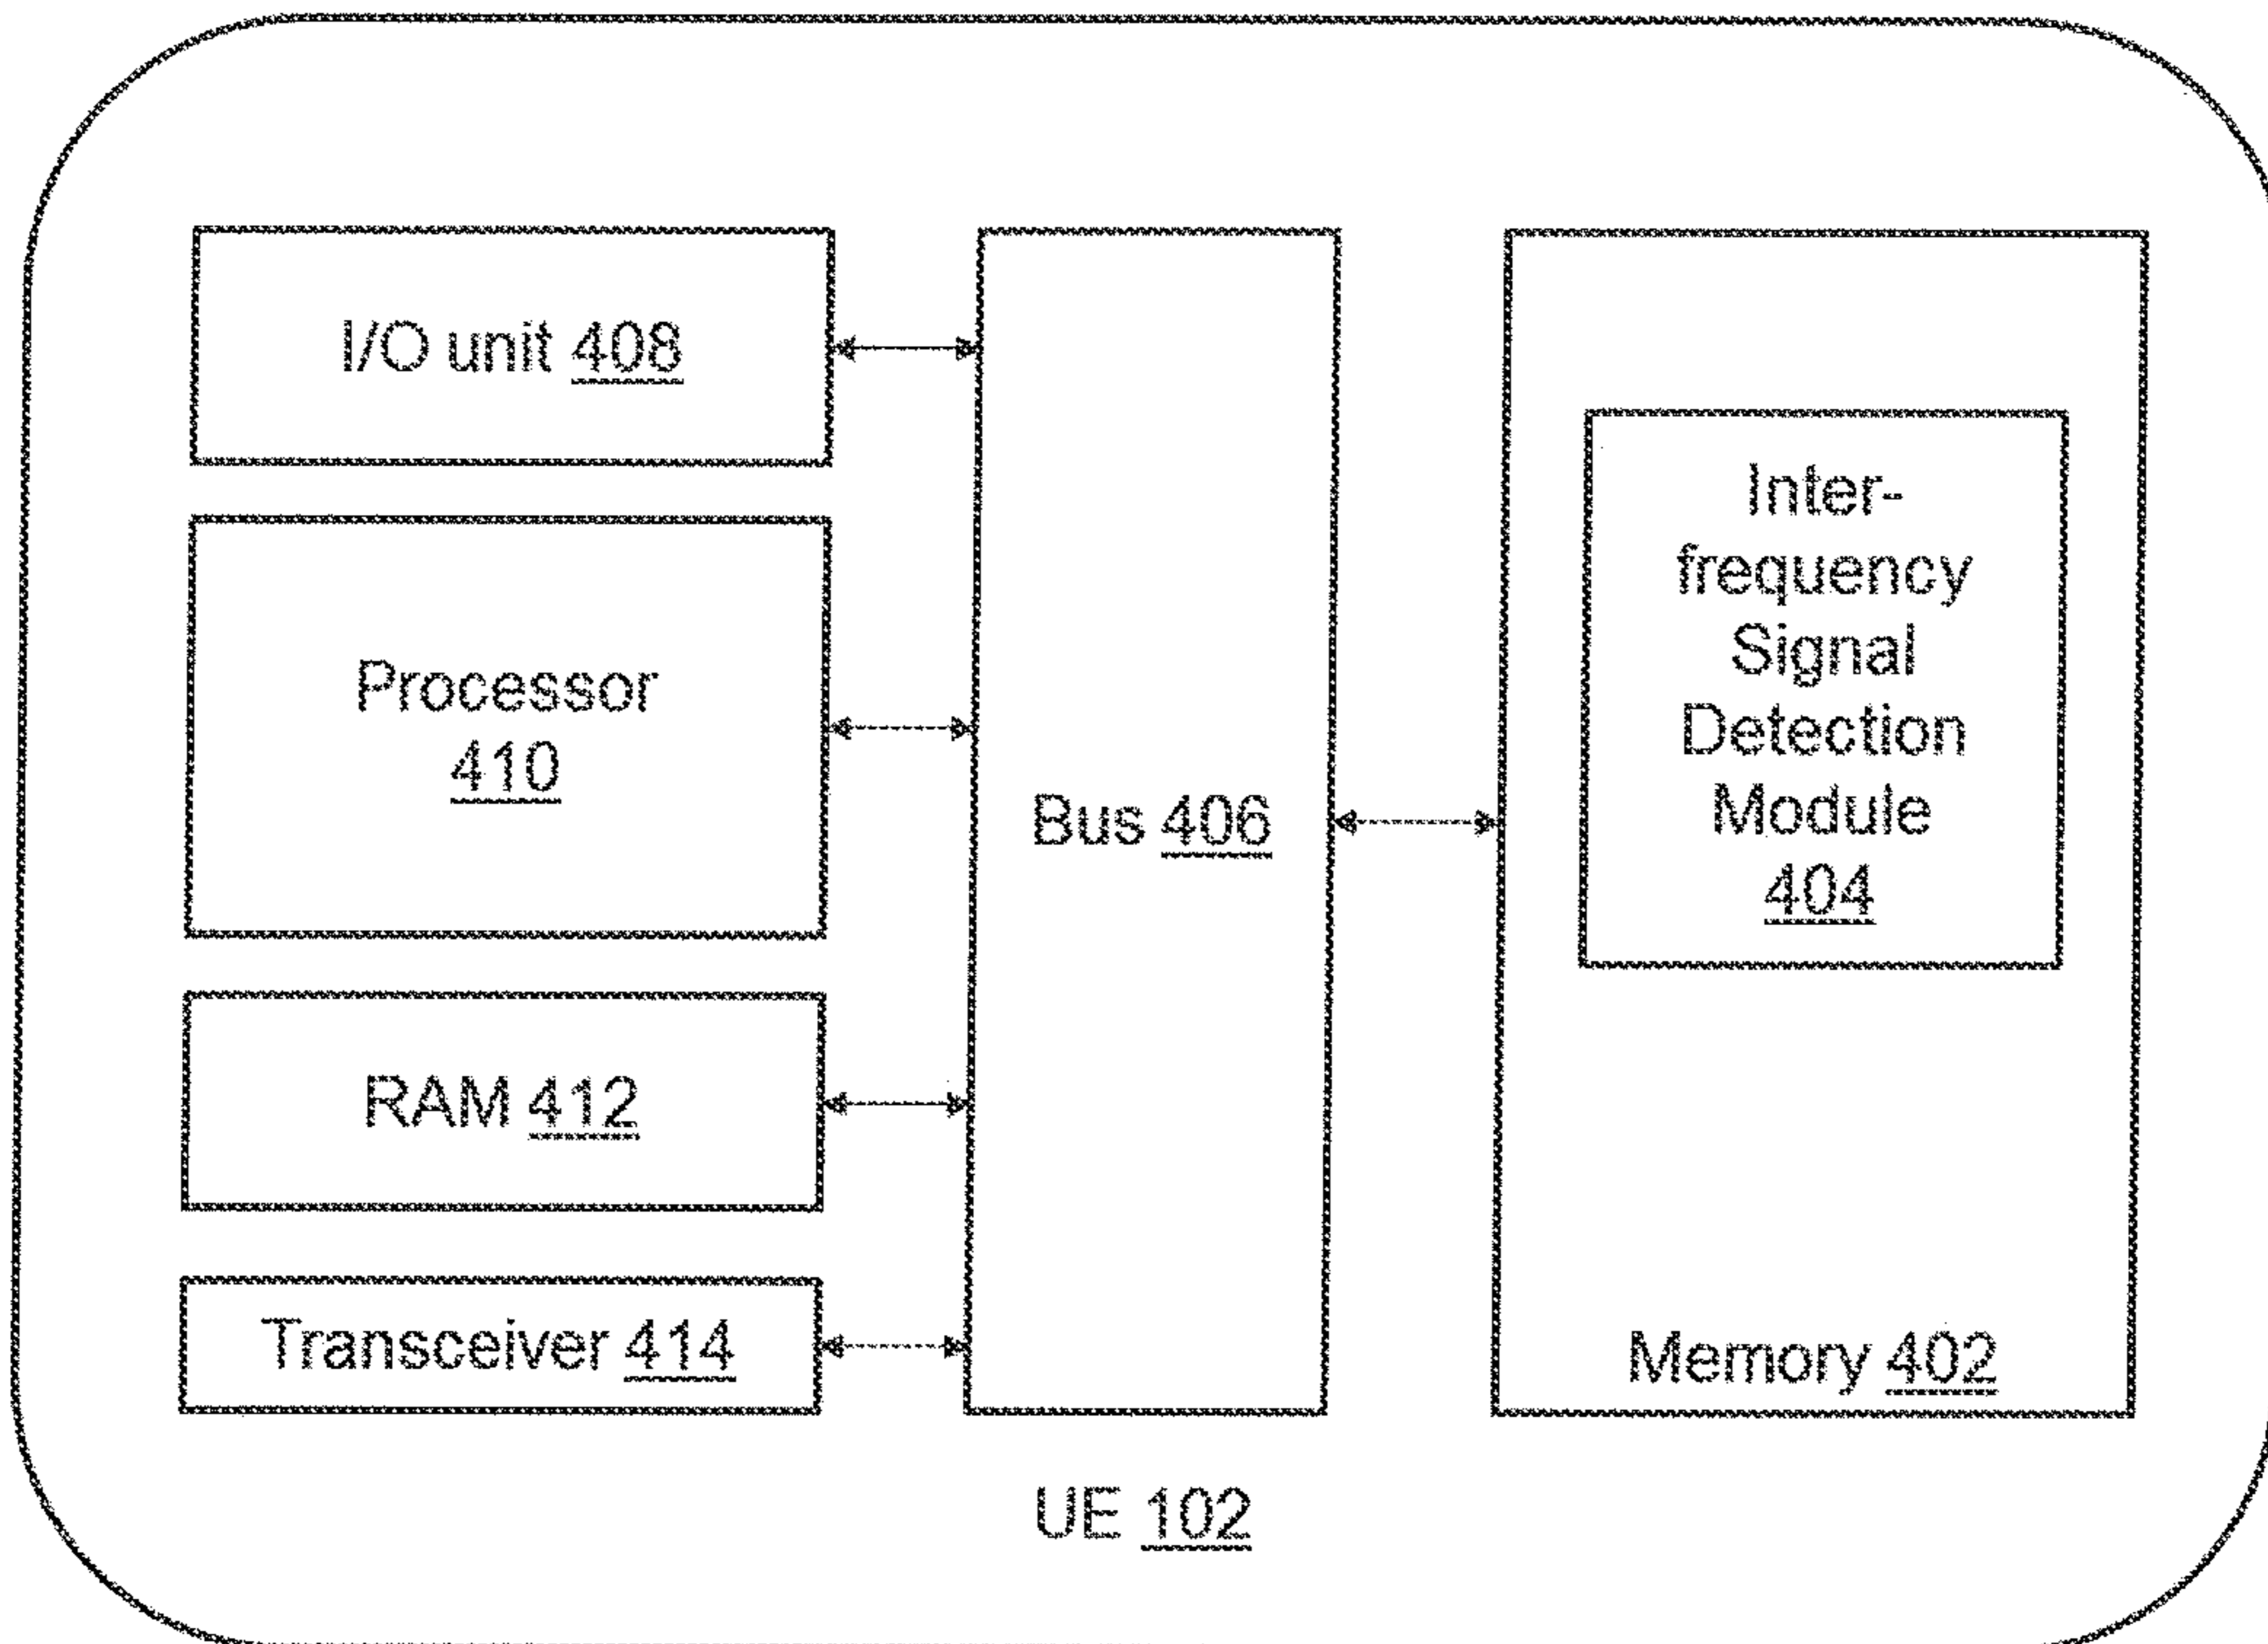 I/O unit 408
Processor
410
RAM 412
Transceiver 414
Bus 406
Inter-
frequency
Signal
Detection
Module
404
Memory 402
UE 102